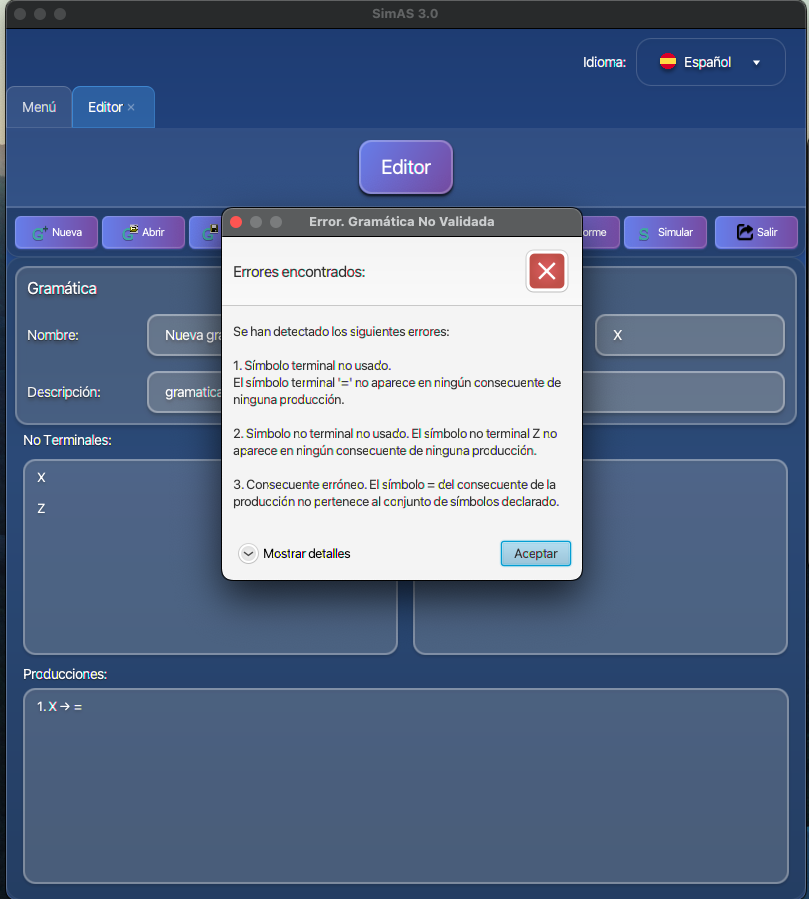 SimAS 3.0
Idioma: Español
Menú Editor ×
Editor
Nueva Abrir Simular Salir
Error. Gramática No Validada
Errores encontrados:
Se han detectado los siguientes errores:
1. Símbolo terminal no usado.
El símbolo terminal '=' no aparece en ningún consecuente de
ninguna producción.
2. Simbolo no terminal no usado. El símbolo no terminal Z no
aparece en ningún consecuente de ninguna producción.
3. Consecuente erróneo. El símbolo = del consecuente de la
producción no pertenece al conjunto de símbolos declarado.
Mostrar detalles Aceptar
Gramática
Nombre: Nueva X
Descripción:
No Terminales:
X
Z
Producciones:
1. X → =